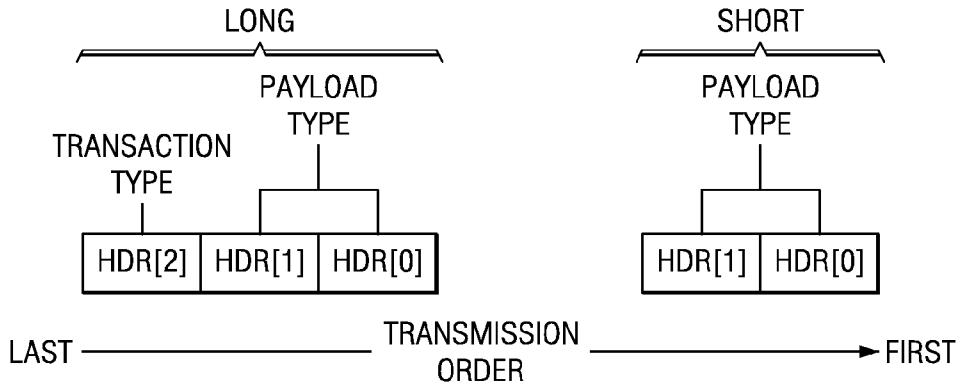 LONG
SHORT
PAYLOAD
TYPE
PAYLOAD
TYPE
TRANSACTION
TYPE
HDR[2] HDR[1] HDR[0]
HDR[1] HDR[0]
LAST
TRANSMISSION
ORDER
FIRST